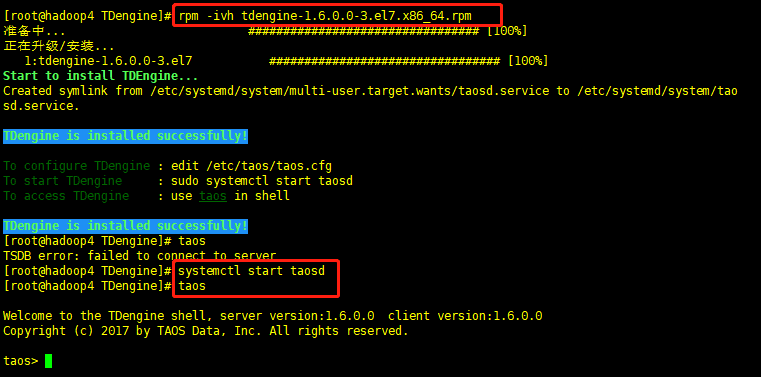 [root@hadoop4 TDengine]# rpm -ivh tdengine-1.6.0.0-3.el7.x86_64.rpm
准备中... ################################# [100%]
正在升级/安装...
1:tdengine-1.6.0.0-3.el7 ################################# [100%]
Start to install TDEngine...
Created symlink from /etc/systemd/system/multi-user.target.wants/taosd.service to /etc/systemd/system/tao
sd.service.
TDengine is installed successfully!
To configure TDengine : edit /etc/taos/taos.cfg
To start TDengine : sudo systemctl start taosd
To access TDengine : use taos in shell
TDengine is installed successfully!
[root@hadoop4 TDengine]# taos
TSDB error: failed to connect to server
[root@hadoop4 TDengine]# systemctl start taosd
[root@hadoop4 TDengine]# taos
Welcome to the TDengine shell, server version:1.6.0.0 client version:1.6.0.0
Copyright (c) 2017 by TAOS Data, Inc. All rights reserved.
taos>